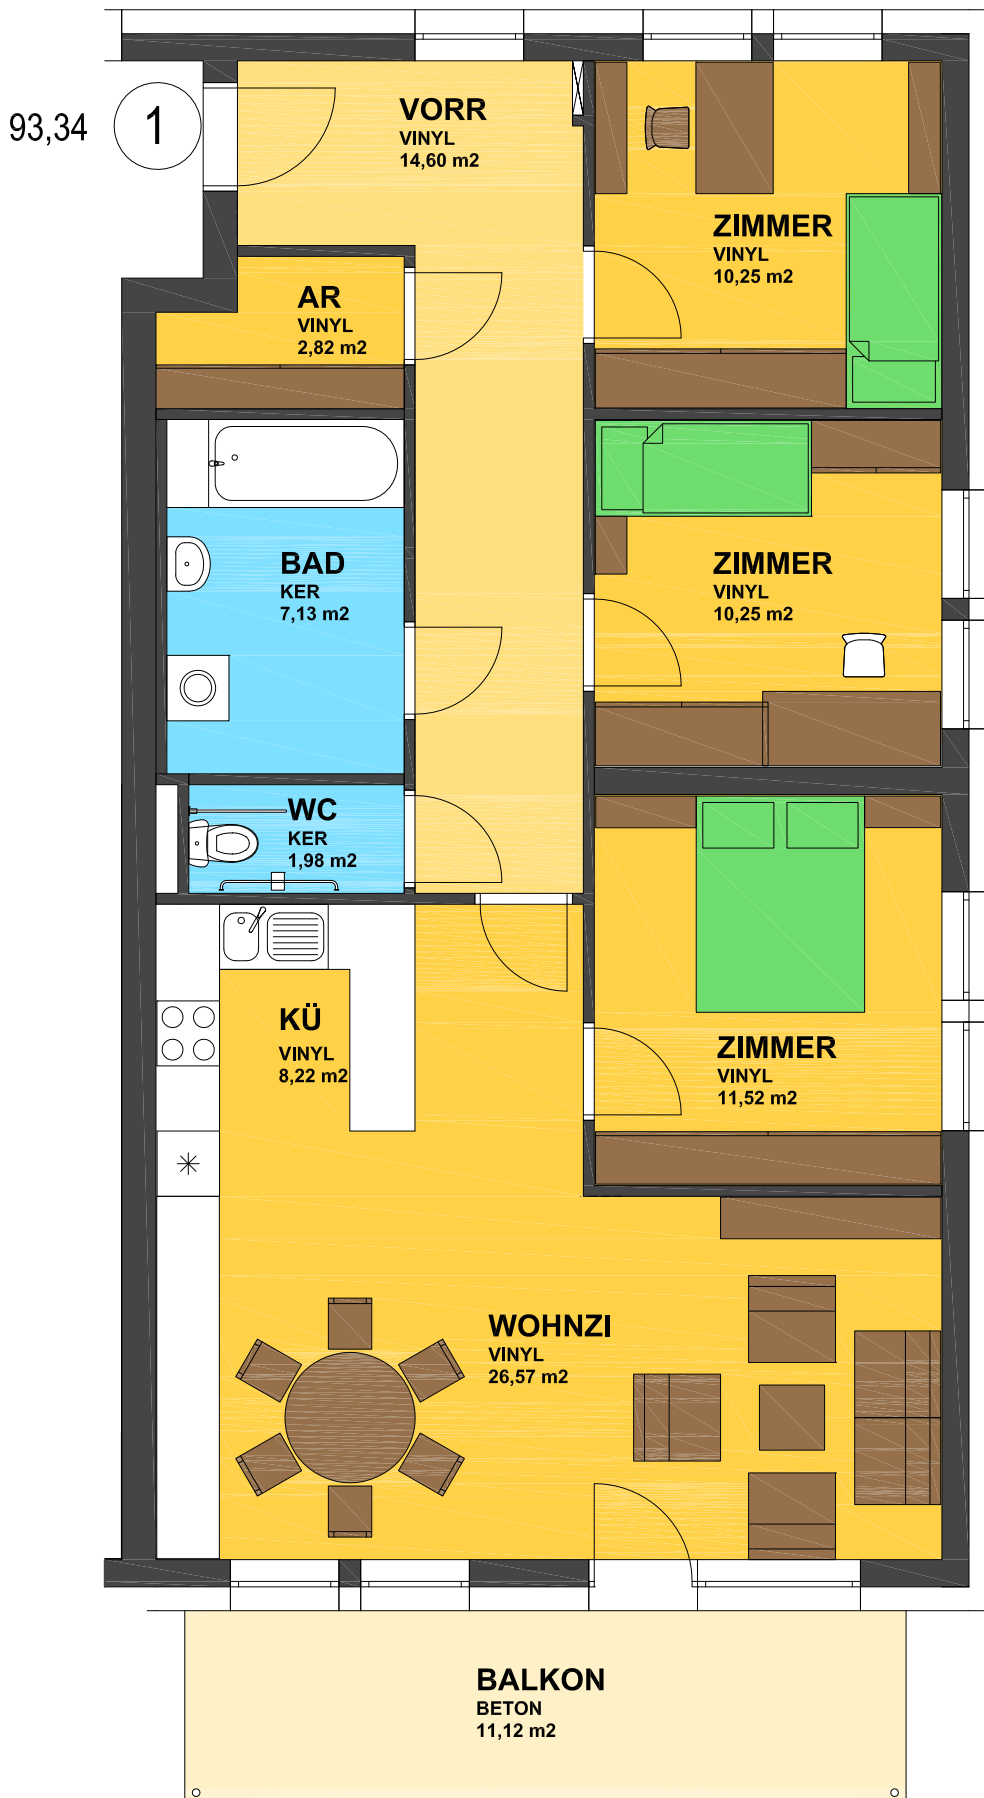 93,34
1
VORR
VINYL
14,60 m2
ZIMMER
VINYL
10,25 m2
AR
VINYL
2,82 m2
BAD
KER
7,13 m2
ZIMMER
VINYL
10,25 m2
WC
KER
1,98 m2
KÜ
VINYL
8,22 m2
ZIMMER
VINYL
11,52 m2
WOHNZI
VINYL
26,57 m2
BALKON
BETON
11,12 m2